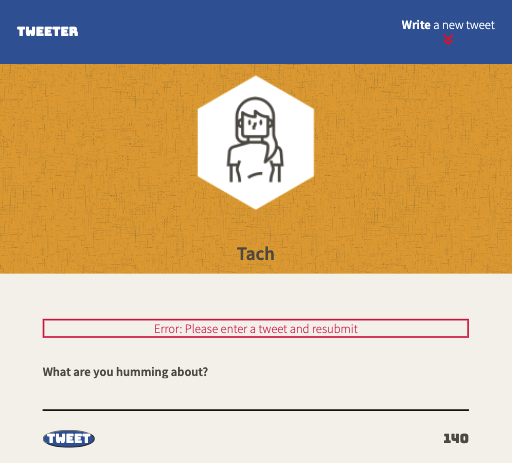 TWEETER
Write a new tweet
Tach
Error: Please enter a tweet and resubmit
What are you humming about?
TWEET
140